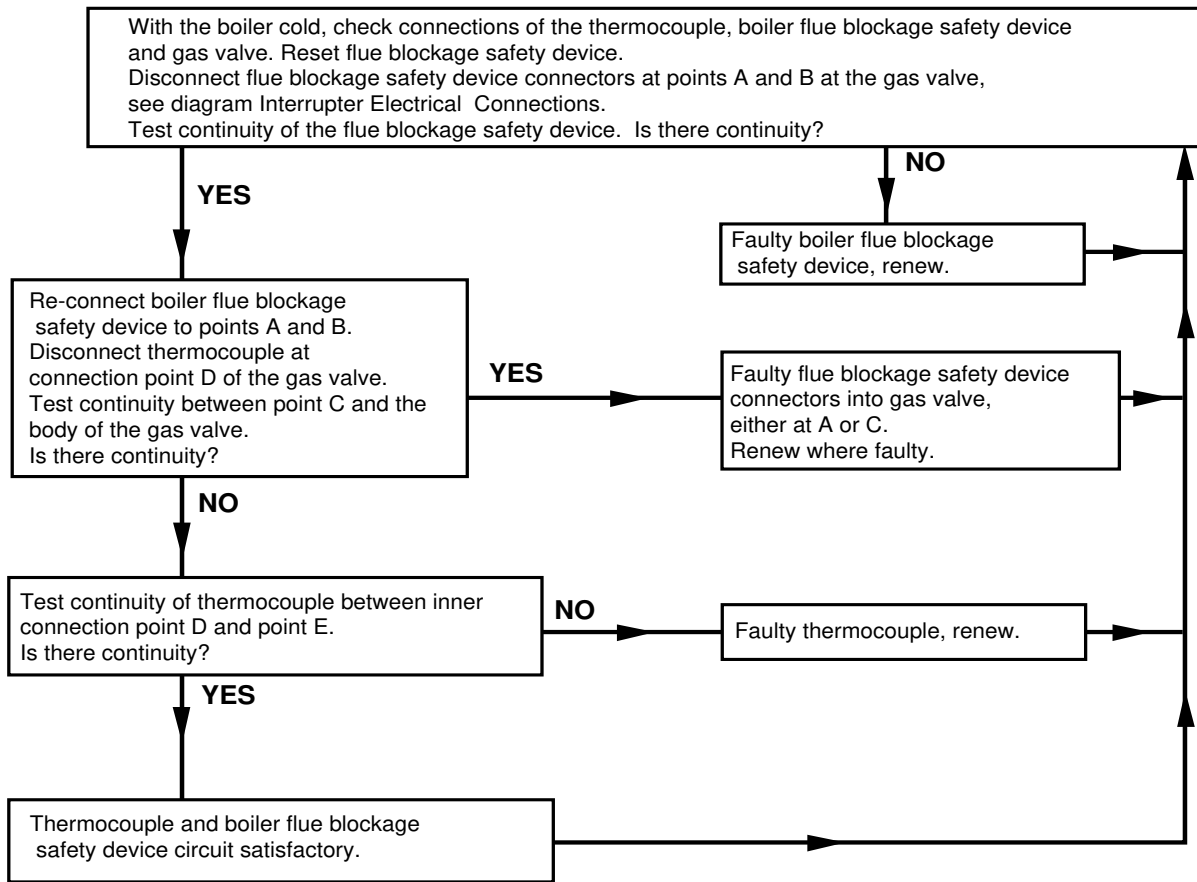 With the boiler cold, check connections of the thermocouple, boiler flue blockage safety device
and gas valve. Reset flue blockage safety device.
Disconnect flue blockage safety device connectors at points A and B at the gas valve,
see diagram Interrupter Electrical Connections.
Test continuity of the flue blockage safety device. Is there continuity?
YES
NO
Faulty boiler flue blockage
safety device, renew.
Re-connect boiler flue blockage
safety device to points A and B.
Disconnect thermocouple at
connection point D of the gas valve.
Test continuity between point C and the
body of the gas valve.
Is there continuity?
YES
Faulty flue blockage safety device
connectors into gas valve,
either at A or C.
Renew where faulty.
NO
Test continuity of thermocouple between inner
connection point D and point E.
Is there continuity?
NO
Faulty thermocouple, renew.
YES
Thermocouple and boiler flue blockage
safety device circuit satisfactory.